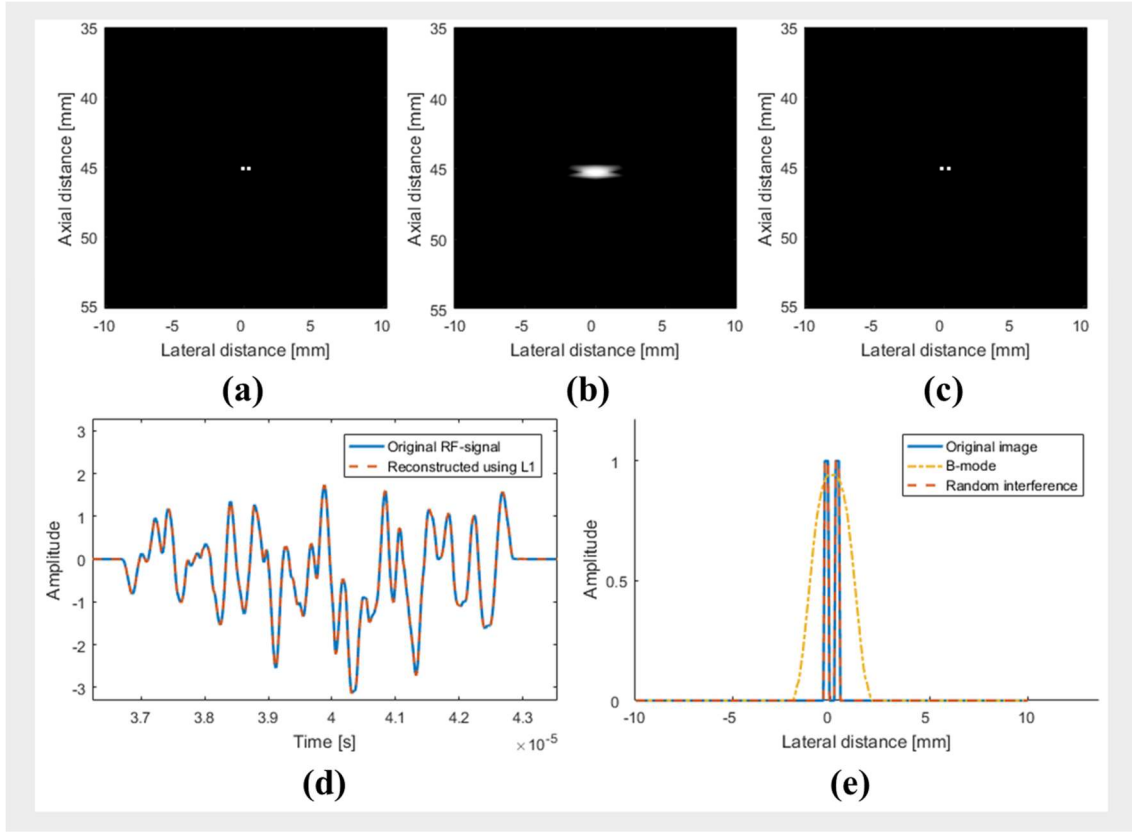 35
40
45
50
55
Axial distance [mm]
-10 -5 0 5 10
Lateral distance [mm]
(a)
35
40
45
50
55
Axial distance [mm]
-10 -5 0 5 10
Lateral distance [mm]
(b)
35
40
45
50
55
Axial distance [mm]
-10 -5 0 5 10
Lateral distance [mm]
(c)
3
2
1
0
-1
-2
-3
Amplitude
Original RF-signal
Reconstructed using L1
3.7 3.8 3.9 4 4.1 4.2 4.3
Time [s]
×10-5
(d)
1
0.5
0
Amplitude
Original image
B-mode
Random interference
-10 -5 0 5 10
Lateral distance [mm]
(e)